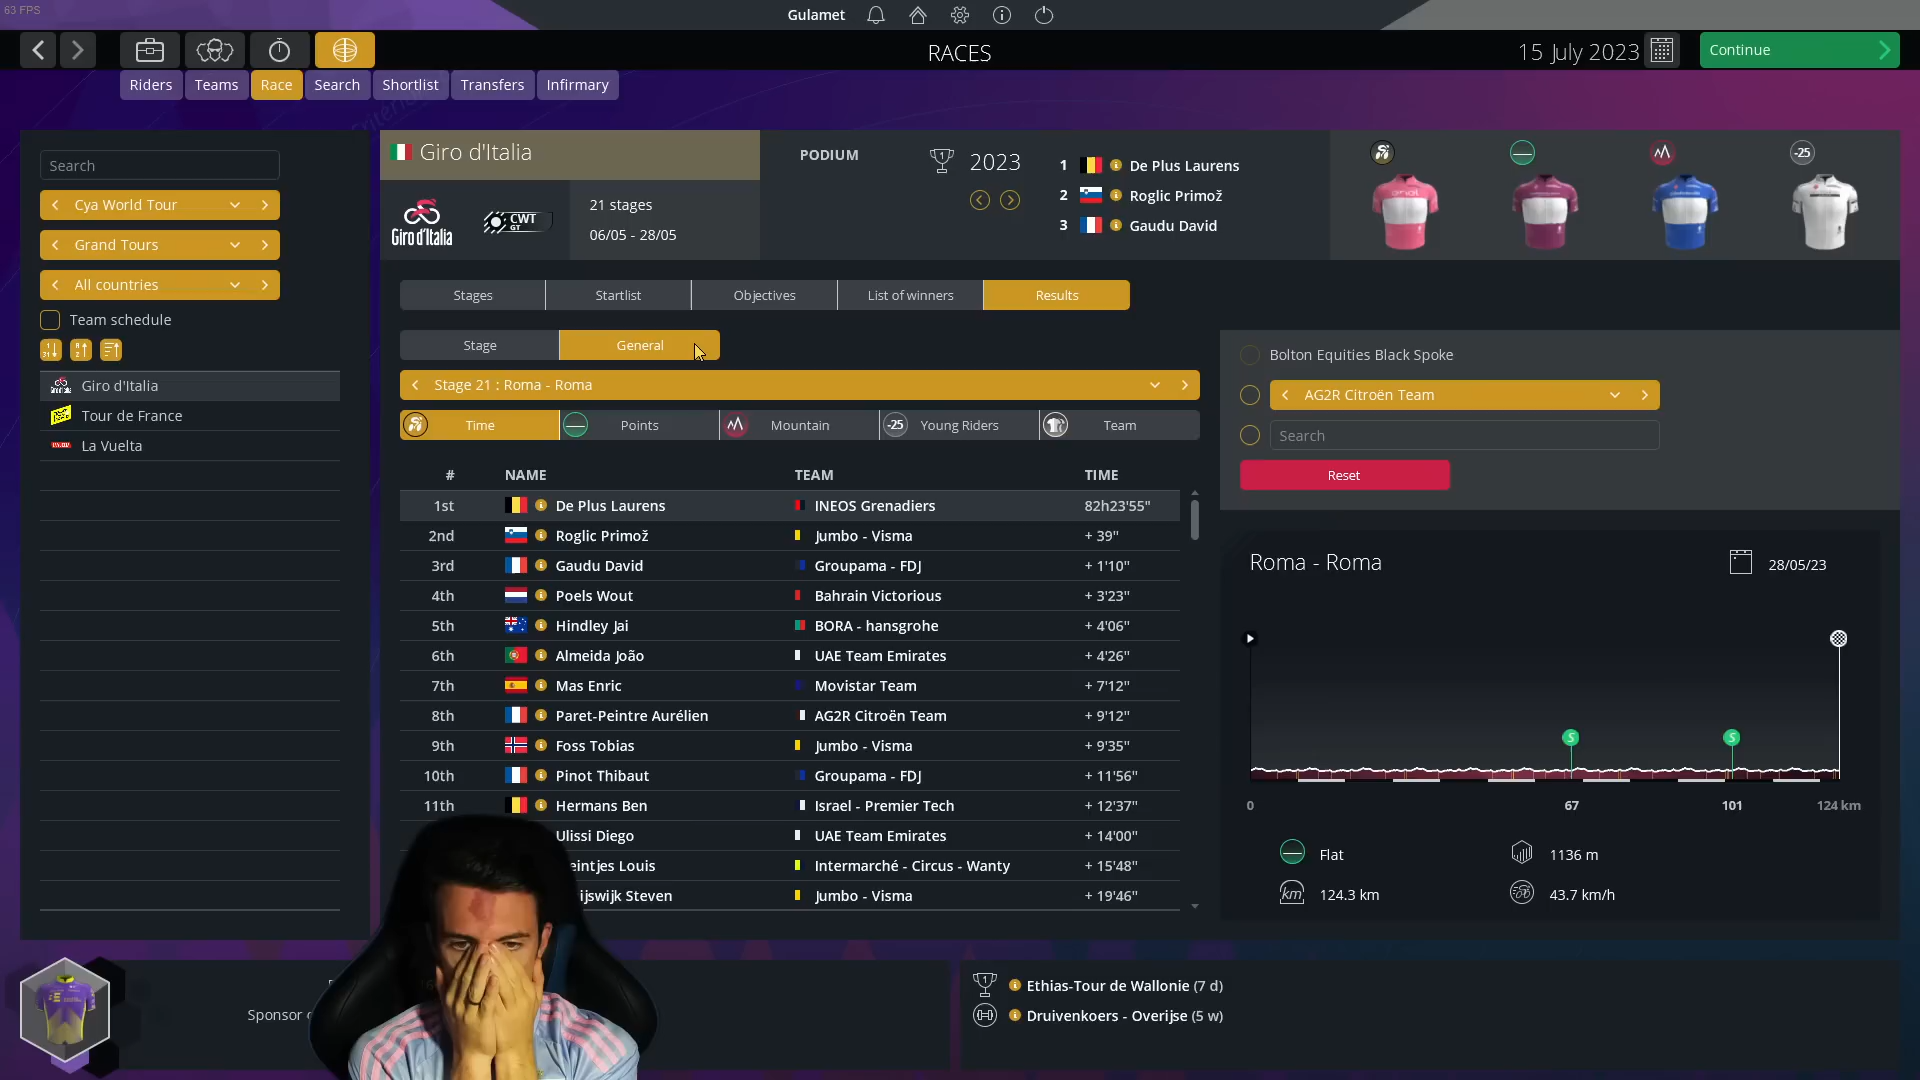 63 FPS
Gulamet
RACES
15 July 2023
Continue
Riders
Teams
Race
Search
Shortlist
Transfers
Infirmary
Search
Cya World Tour
Grand Tours
All countries
Team schedule
Giro d'Italia
Tour de France
La Vuelta
Giro d'Italia
Giro d'Italia
CWT
GT
21 stages
06/05 - 28/05
PODIUM
2023
1 De Plus Laurens
2 Roglic Primož
3 Gaudu David
-25
Stages
Startlist
Objectives
List of winners
Results
Stage
General
Stage 21 : Roma - Roma
Time
Points
Mountain
-25 Young Riders
Team
# NAME TEAM TIME
1st De Plus Laurens INEOS Grenadiers 82h23'55"
2nd Roglic Primož Jumbo - Visma + 39"
3rd Gaudu David Groupama - FDJ + 1'10"
4th Poels Wout Bahrain Victorious + 3'23"
5th Hindley Jai BORA - hansgrohe + 4'06"
6th Almeida João UAE Team Emirates + 4'26"
7th Mas Enric Movistar Team + 7'12"
8th Paret-Peintre Aurélien AG2R Citroën Team + 9'12"
9th Foss Tobias Jumbo - Visma + 9'35"
10th Pinot Thibaut Groupama - FDJ + 11'56"
11th Hermans Ben Israel - Premier Tech + 12'37"
Ulissi Diego UAE Team Emirates + 14'00"
eintjes Louis Intermarché - Circus - Wanty + 15'48"
ijswijk Steven Jumbo - Visma + 19'46"
Bolton Equities Black Spoke
AG2R Citroën Team
Search
Reset
Roma - Roma
28/05/23
S S
0 67 101 124 km
Flat
1136 m
km 124.3 km
43.7 km/h
Sponsor
Ethias-Tour de Wallonie (7 d)
Druivenkoers - Overijse (5 w)